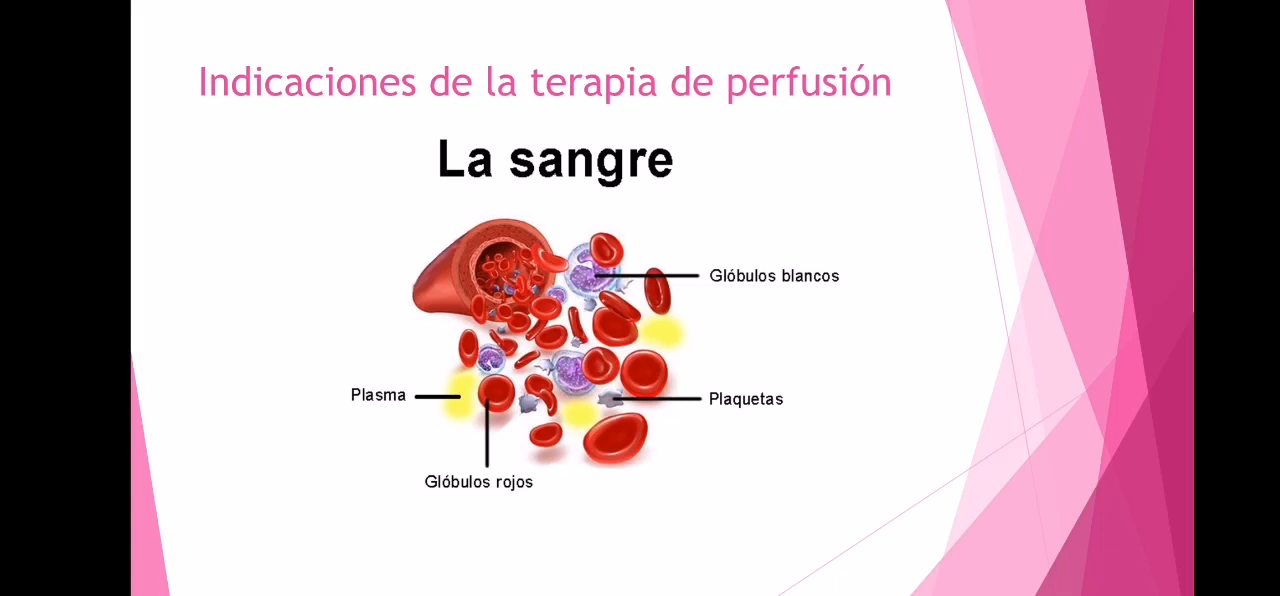 Indicaciones de la terapia de perfusión
La sangre
Glóbulos blancos
Plasma
Plaquetas
Glóbulos rojos